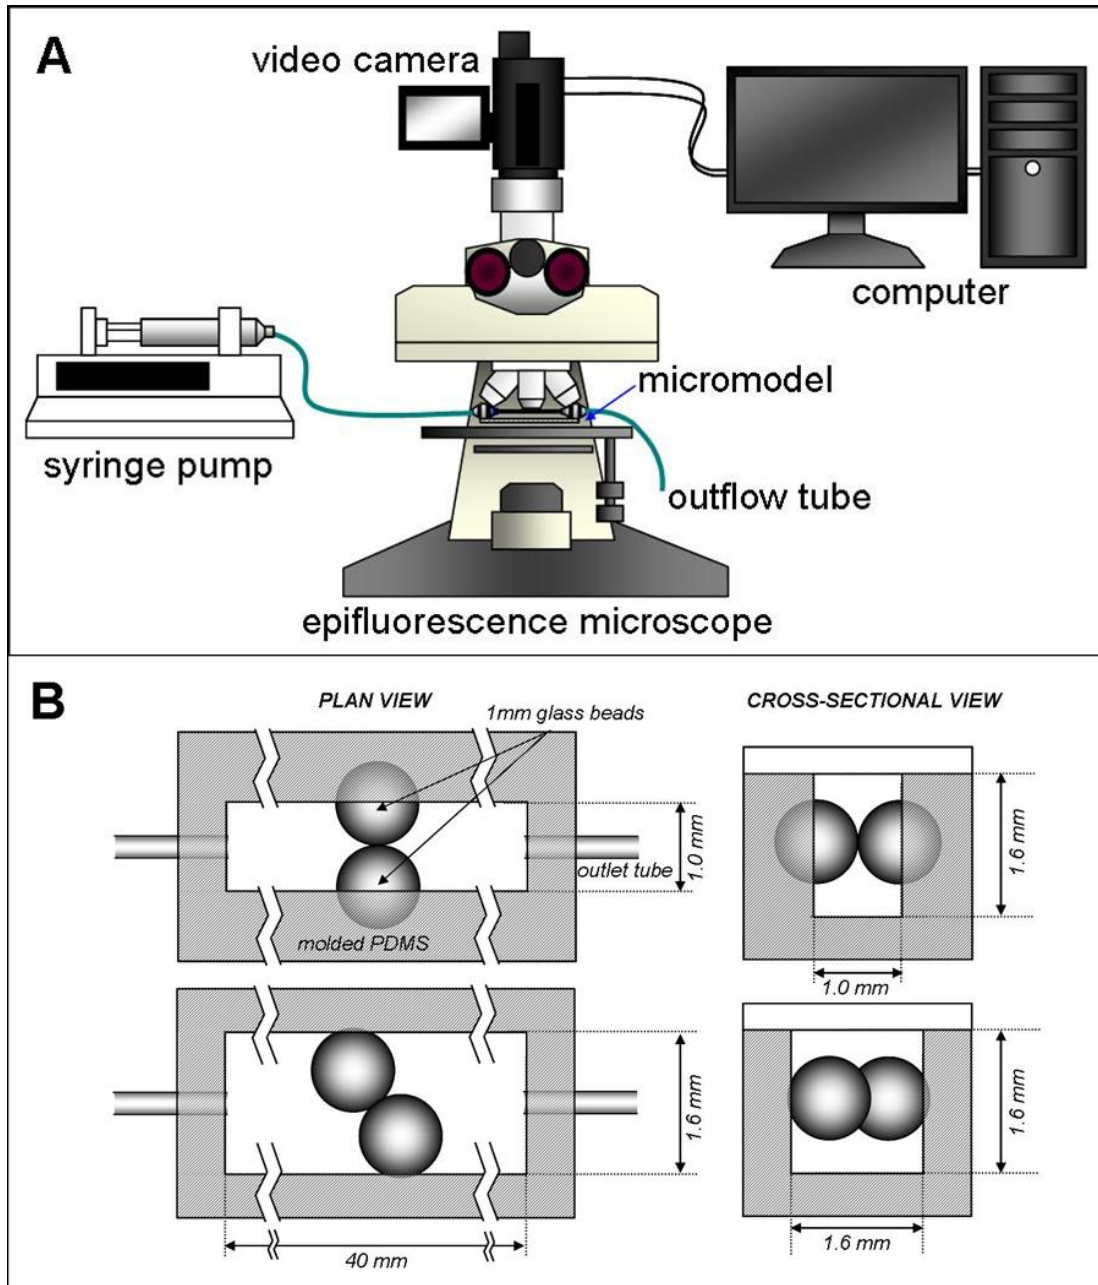 A
video camera
computer
micromodel
syringe pump
outflow tube
epifluorescence microscope
B
PLAN VIEW
CROSS-SECTIONAL VIEW
1mm glass beads
1.0 mm
outlet tube
molded PDMS
1.6 mm
1.0 mm
1.6 mm
40 mm
1.6 mm
1.6 mm